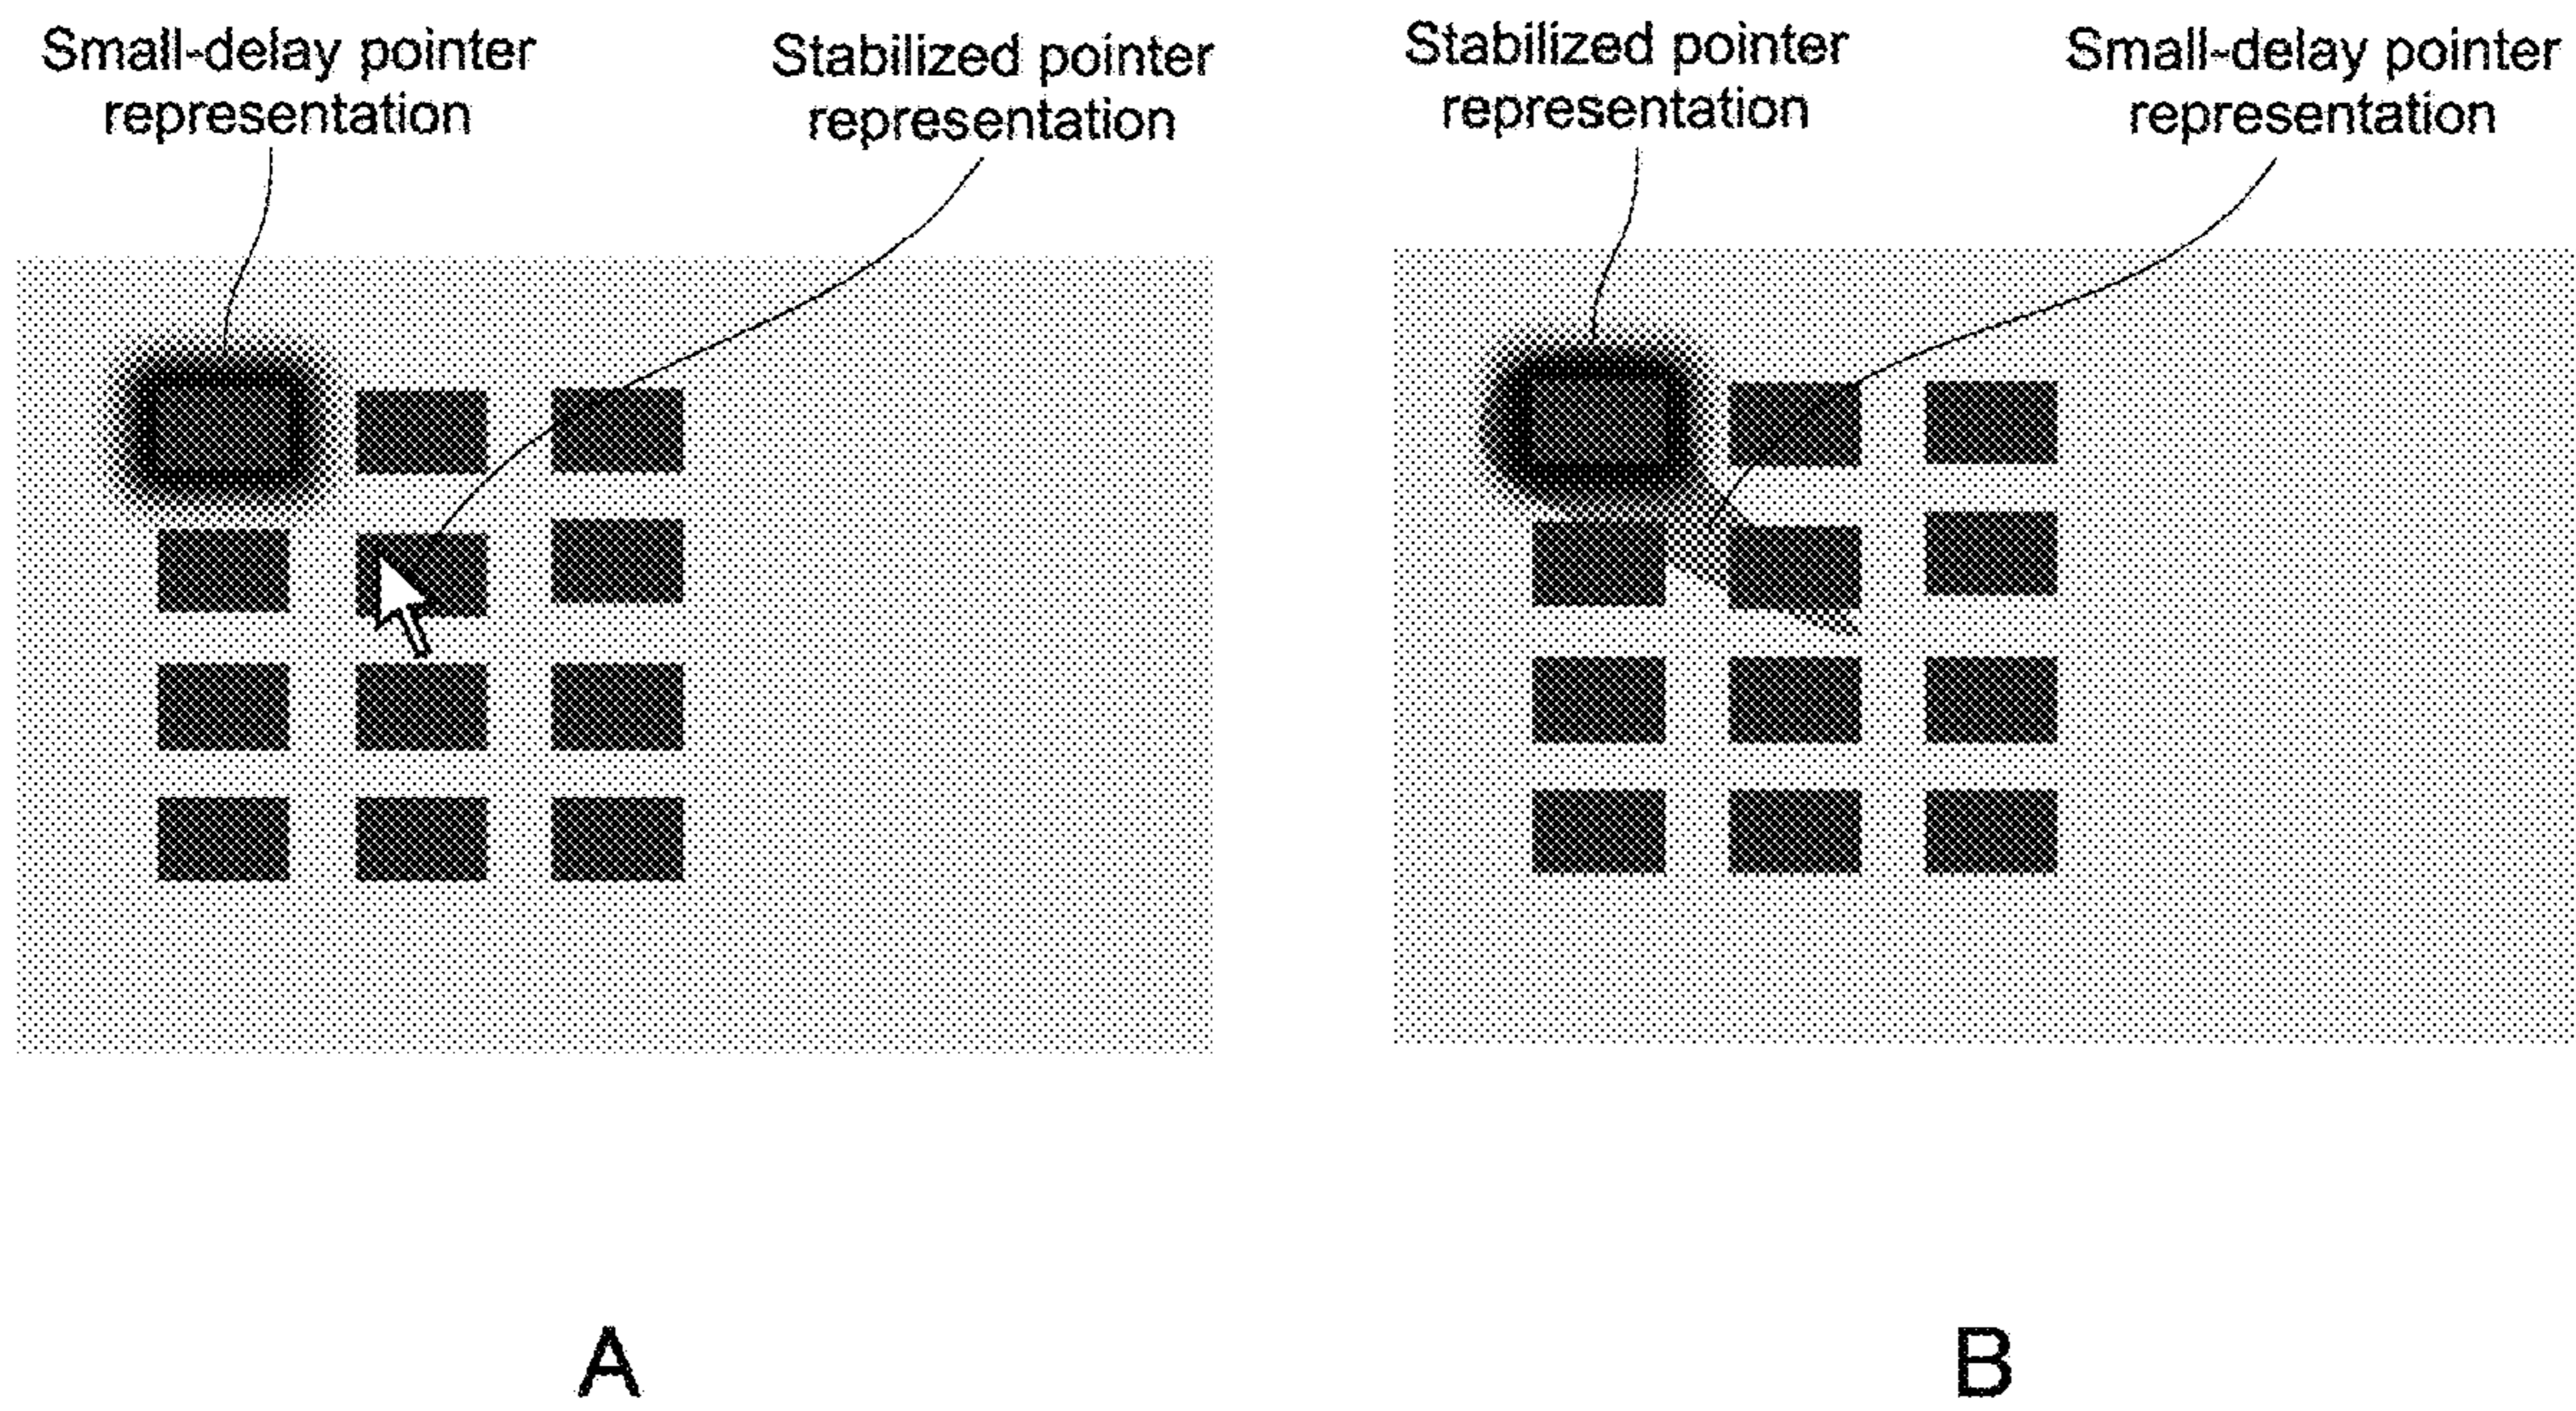 Small-delay pointer
representation
Stabilized pointer
representation
Stabilized pointer
representation
Small-delay pointer
representation
A
B